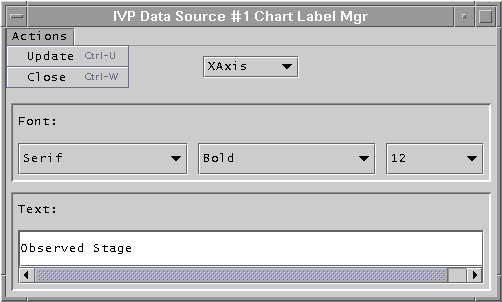 IVP Data Source #1 Chart Label Mgr
Actions
Update Ctrl-U
Close Ctrl-W
XAxis
Font:
Serif Bold 12
Text:
Observed Stage